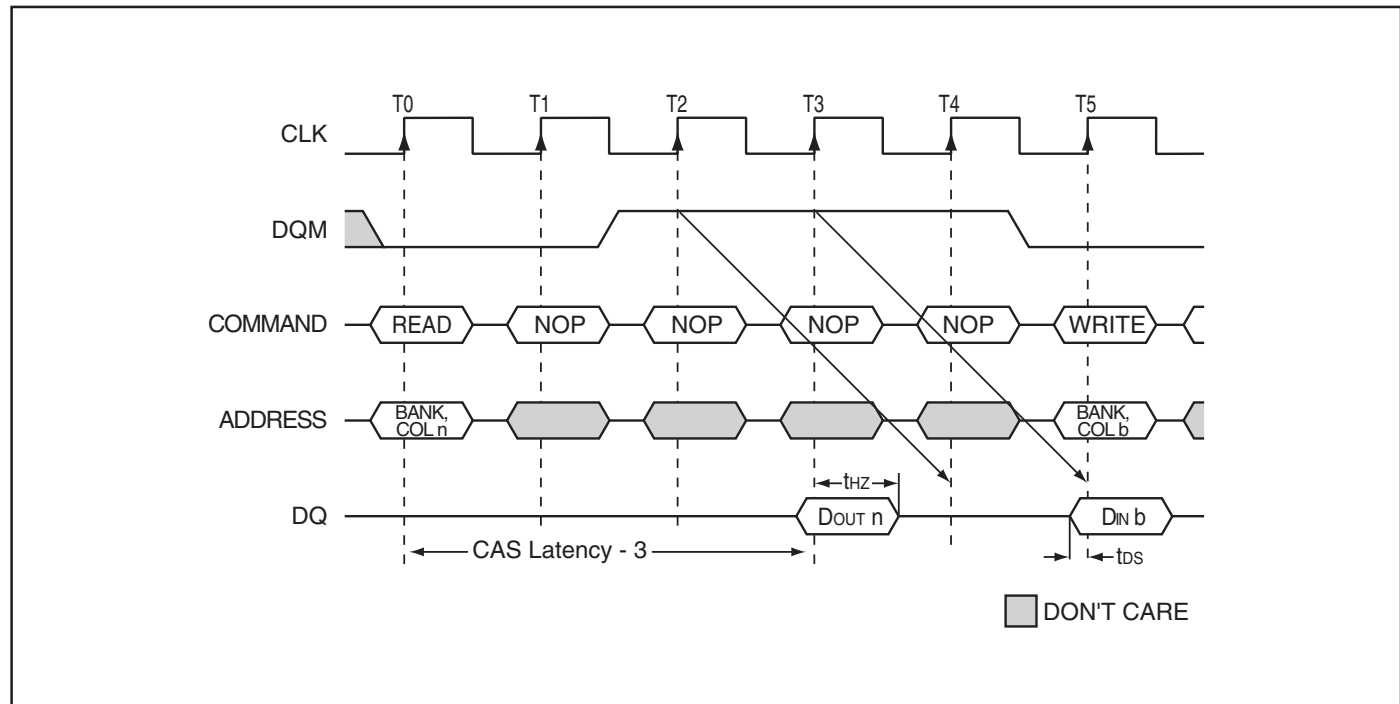 T0 T1 T2 T3 T4 T5
CLK
DQM
COMMAND READ NOP NOP NOP NOP WRITE
ADDRESS BANK, COL n BANK, COL b
tHZ
DQ DOUT n DIN b
CAS Latency - 3 tDS
DON'T CARE